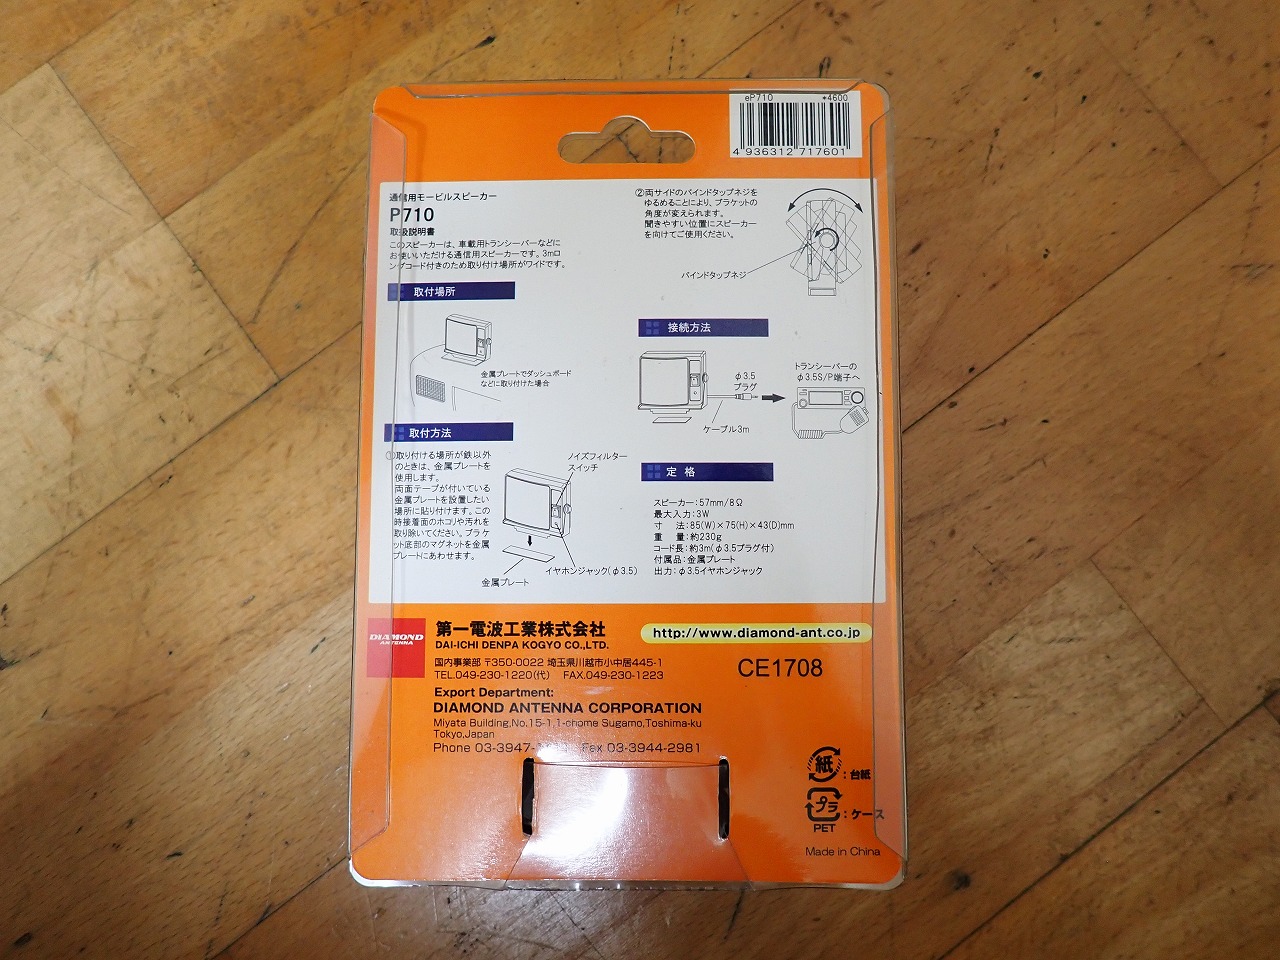 eP710 *4600
4 936312 717601
通信用モービルスピーカー
P710
取扱説明書
このスピーカーは、車載用トランシーバーなどに
お使いいただける通信用スピーカーです。3mロ
ングコード付きのため取り付け場所がワイドです。
取付場所
金属プレートでダッシュボード
などに取り付けた場合
取付方法
①取り付ける場所が鉄以外
のときは、金属プレートを
使用します。
両面テープが付いている
金属プレートを設置したい
場所に貼り付けます。この
時接着面のホコリや汚れを
取り除いてください。ブラケ
ット底部のマグネットを金属
プレートにあわせます。
ノイズフィルター
スイッチ
イヤホンジャック(φ3.5)
金属プレート
②両サイドのバインドタップネジを
ゆるめることにより、ブラケットの
角度が変えられます。
聞きやすい位置にスピーカー
を向けてご使用ください。
バインドタップネジ
接続方法
φ3.5
プラグ
ケーブル3m
トランシーバーの
φ3.5S/P端子へ
定 格
スピーカー:57mm/8Ω
最大入力:3W
寸 法:85(W)×75(H)×43(D)mm
重 量:約230g
コード長:約3m(φ3.5プラグ付)
付属品:金属プレート
出力:φ3.5イヤホンジャック
DIAMOND
ANTENNA
第一電波工業株式会社
DAI-ICHI DENPA KOGYO CO.,LTD.
国内事業部 〒350-0022 埼玉県川越市小中居445-1
TEL.049-230-1220(代) FAX.049-230-1223
Export Department:
DIAMOND ANTENNA CORPORATION
Miyata Building,No.15-1,1-chome Sugamo,Toshima-ku
Tokyo,Japan
Phone 03-3947- Fax 03-3944-2981
http://www.diamond-ant.co.jp
CE1708
紙:台紙
プラ:ケース
PET
Made in China